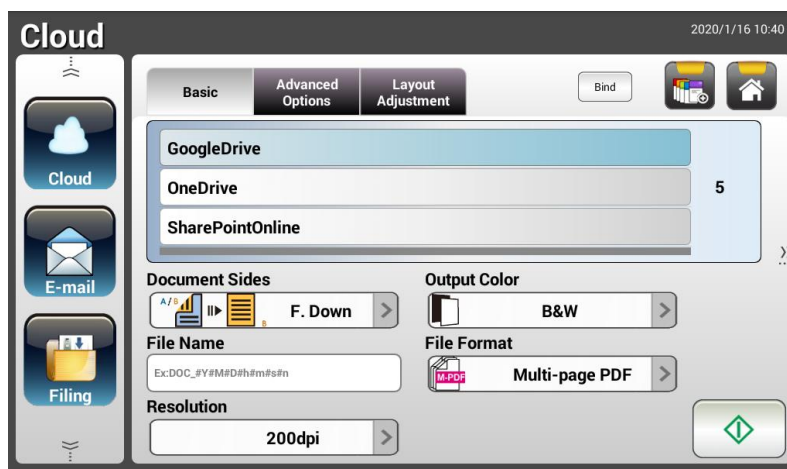 Cloud
2020/1/16 10:40
Basic
Advanced
Options
Layout
Adjustment
Bind
Cloud
E-mail
Filing
GoogleDrive
OneDrive
SharePointOnline
5
Document Sides
A/B
B
F. Down
Output Color
B&W
File Name
Ex:DOC_#Y#M#D#h#m#s#n
File Format
M-PDF
Multi-page PDF
Resolution
200dpi